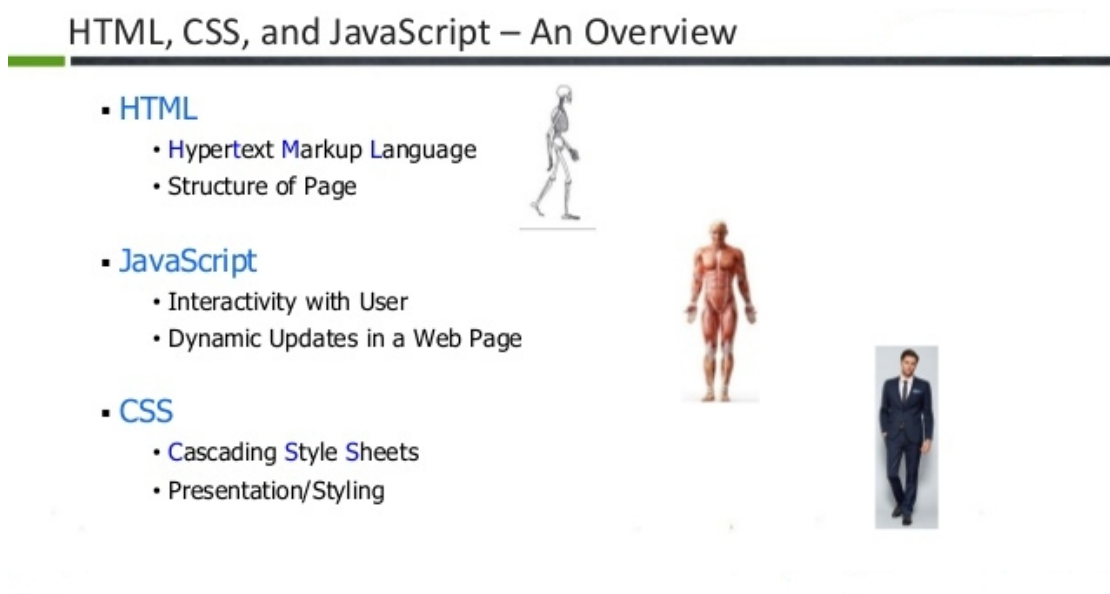 HTML, CSS, and JavaScript – An Overview
▪ HTML
• Hypertext Markup Language
• Structure of Page
▪ JavaScript
• Interactivity with User
• Dynamic Updates in a Web Page
▪ CSS
• Cascading Style Sheets
• Presentation/Styling